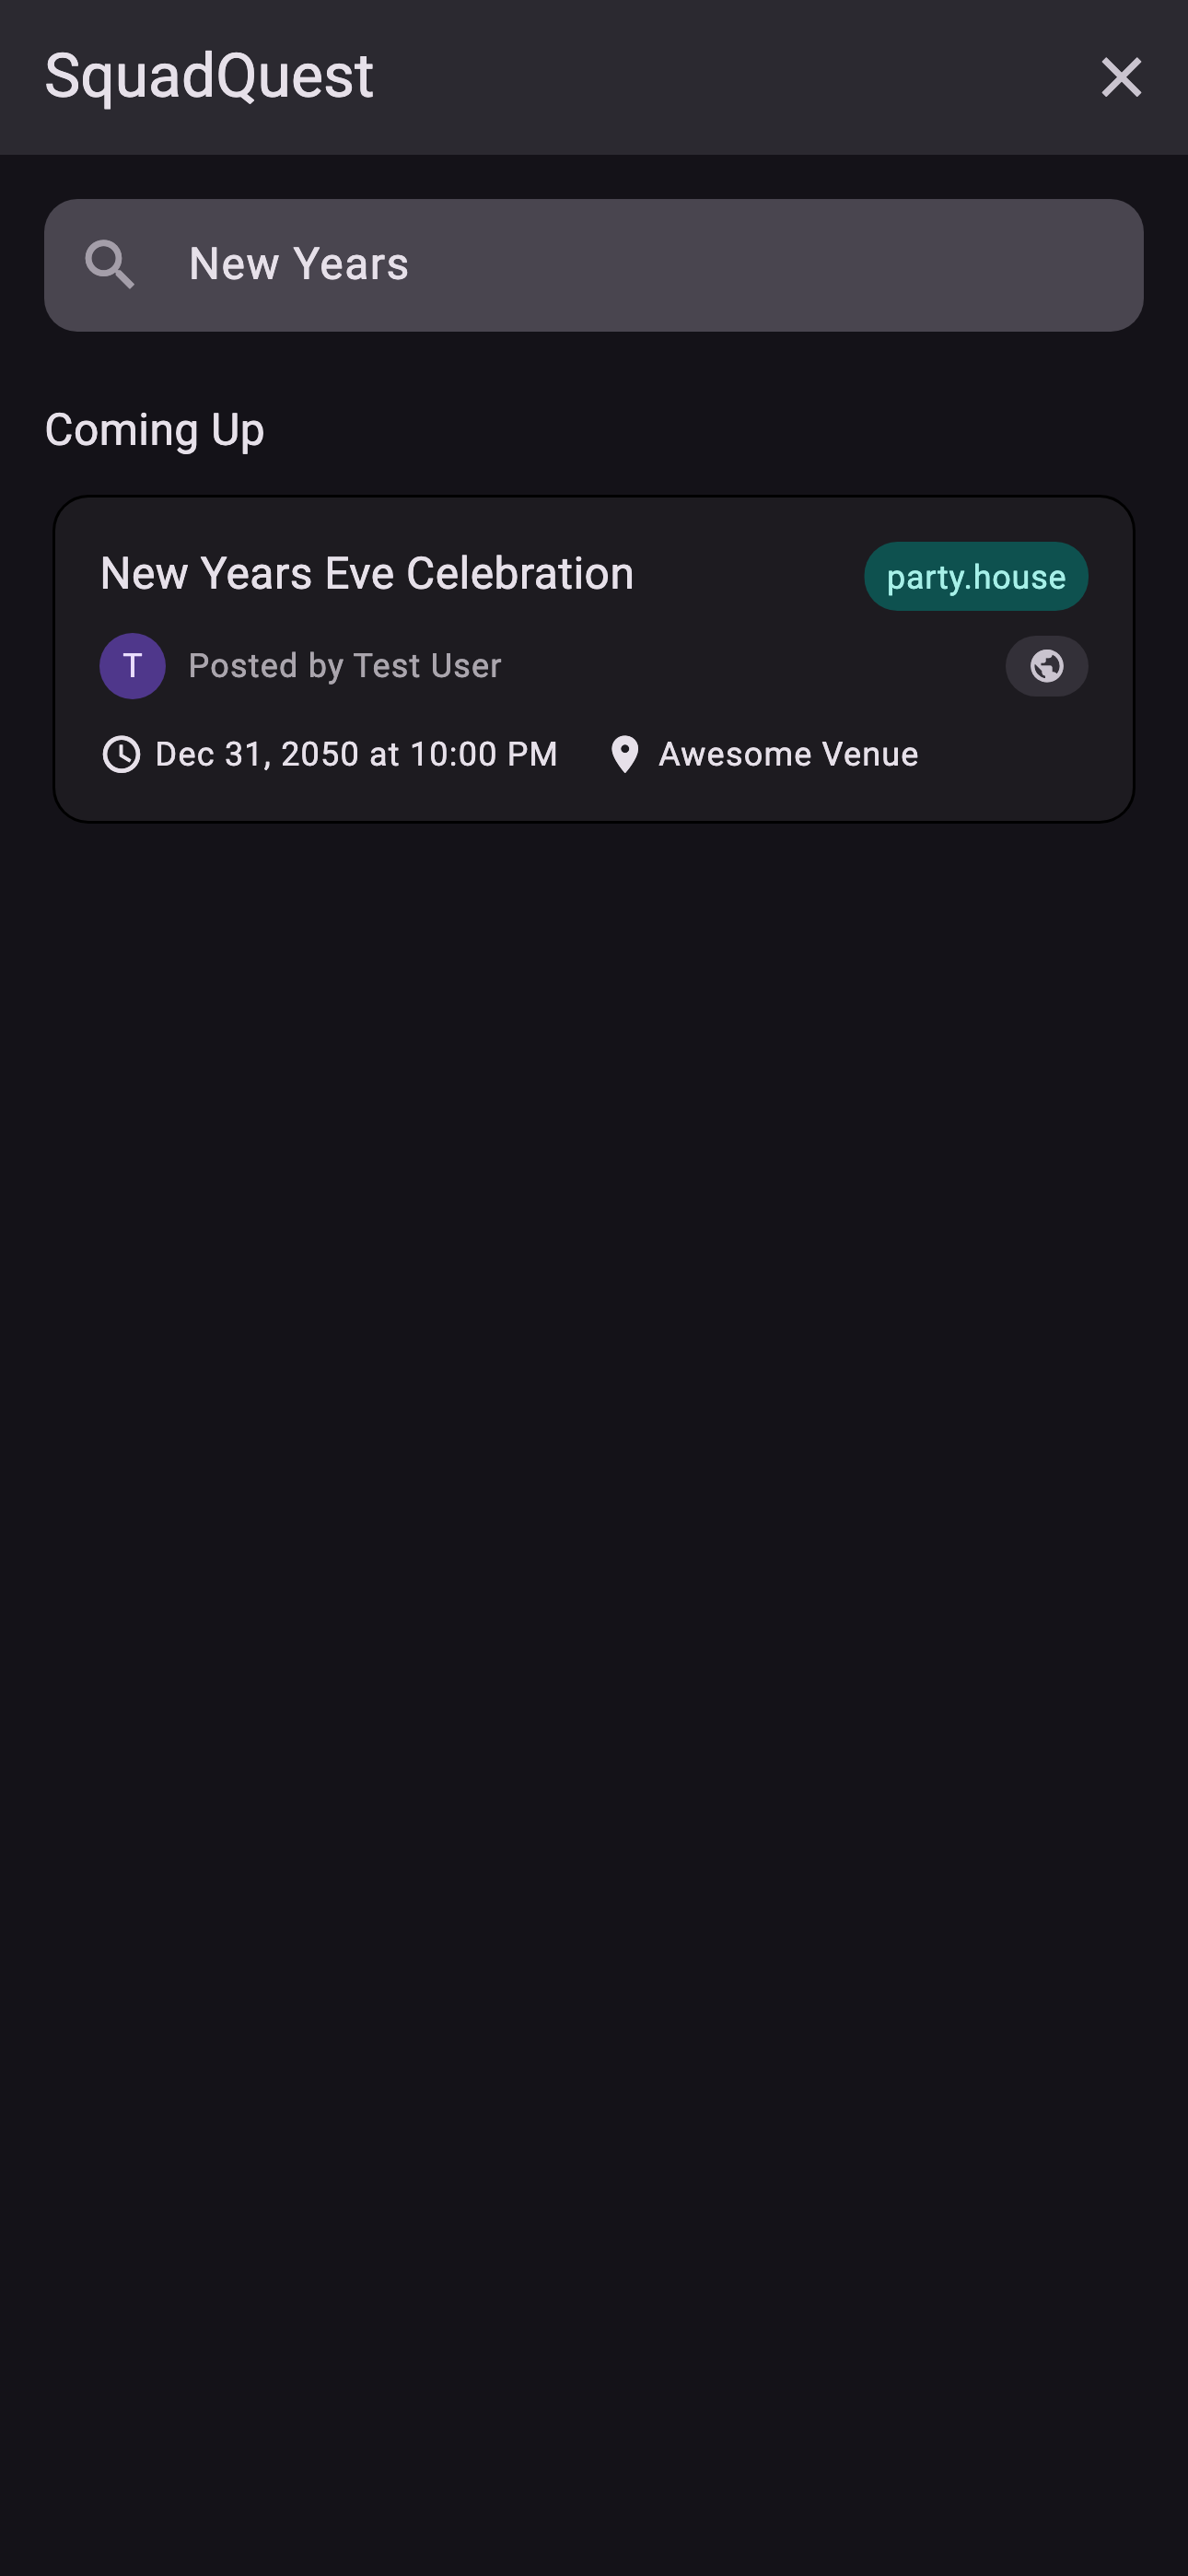 SquadQuest
New Years
Coming Up
New Years Eve Celebration party.house
T Posted by Test User
Dec 31, 2050 at 10:00 PM Awesome Venue